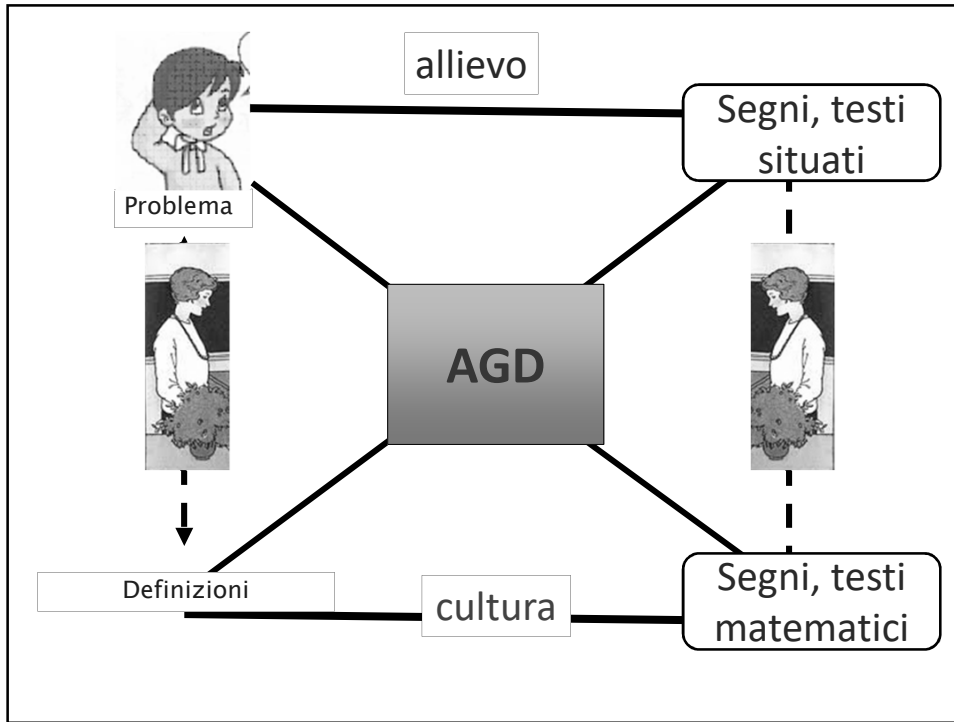 allievo
Segni, testi
situati
Problema
AGD
Definizioni
cultura
Segni, testi
matematici